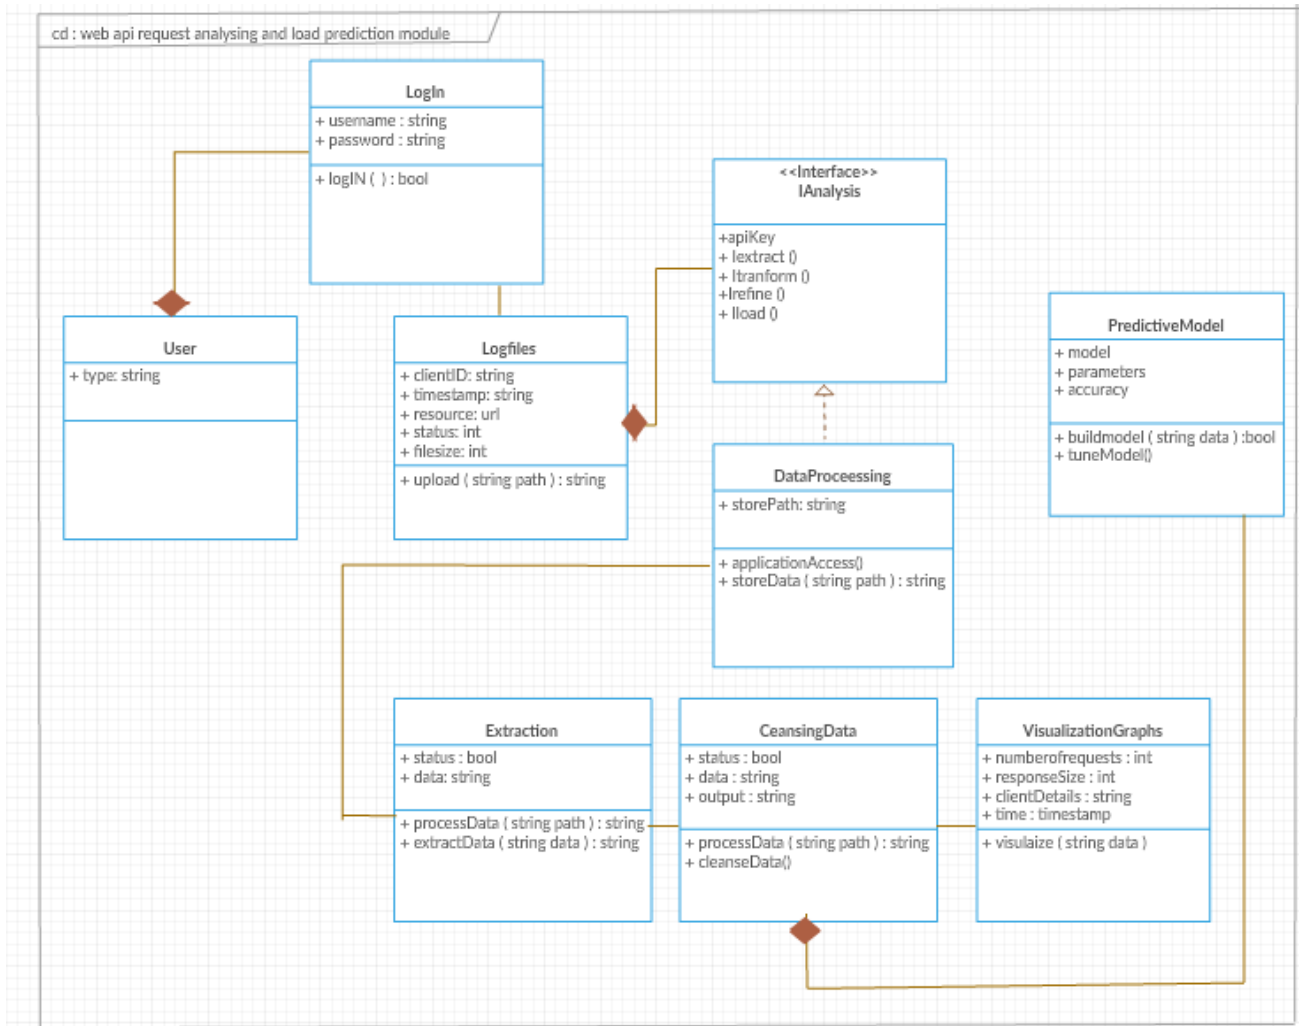 cd : web api request analysing and load prediction module
LogIn
+ username : string
+ password : string
+ logIN ( ) : bool
<<Interface>>
IAnalysis
+apiKey
+ Iextract ()
+ Itranform ()
+Irefine ()
+ Iload ()
User
+ type: string
Logfiles
+ clientID: string
+ timestamp: string
+ resource: url
+ status: int
+ filesize: int
+ upload ( string path ) : string
PredictiveModel
+ model
+ parameters
+ accuracy
+ buildmodel ( string data ) :bool
+ tuneModel()
DataProceessing
+ storePath: string
+ applicationAccess()
+ storeData ( string path ) : string
Extraction
+ status : bool
+ data: string
+ processData ( string path ) : string
+ extractData ( string data ) : string
CeansingData
+ status : bool
+ data : string
+ output : string
+ processData ( string path ) : string
+ cleanseData()
VisualizationGraphs
+ numberofrequests : int
+ responseSize : int
+ clientDetails : string
+ time : timestamp
+ visulaize ( string data )